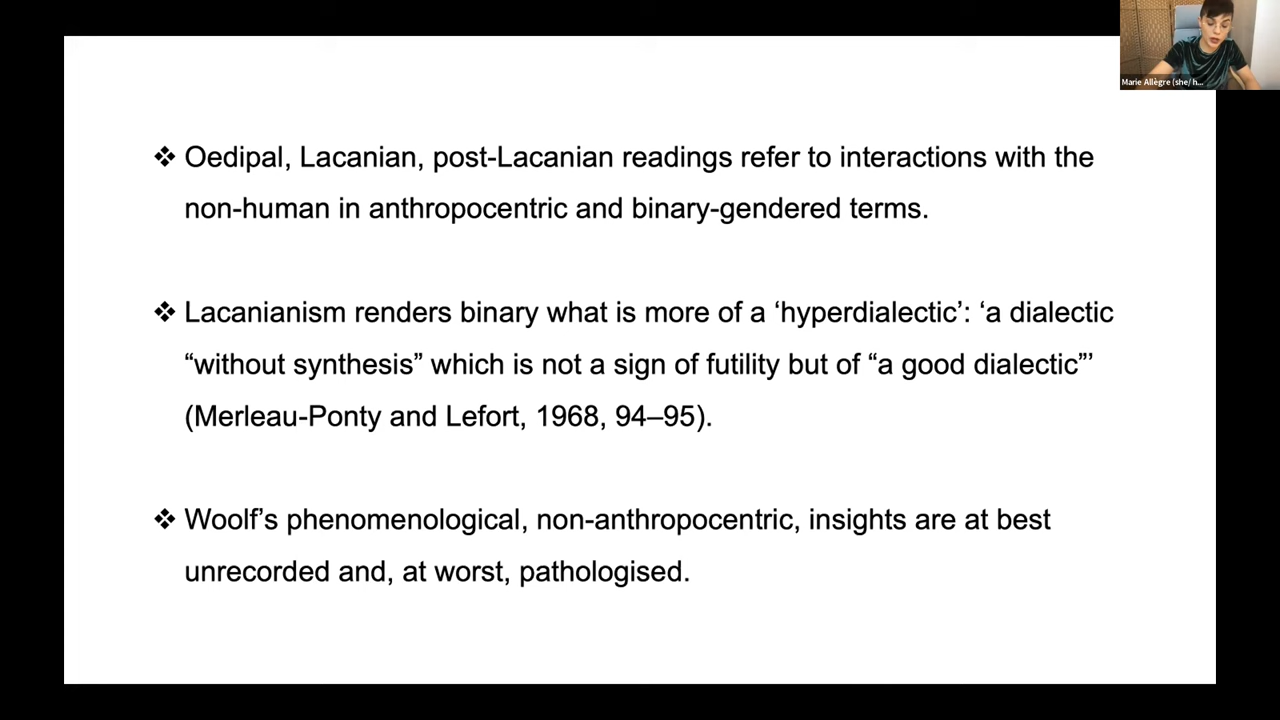 Marie Allègre (she/ h...
❖ Oedipal, Lacanian, post-Lacanian readings refer to interactions with the
non-human in anthropocentric and binary-gendered terms.
❖ Lacanianism renders binary what is more of a ‘hyperdialectic’: ‘a dialectic
“without synthesis” which is not a sign of futility but of “a good dialectic”’
(Merleau-Ponty and Lefort, 1968, 94–95).
❖ Woolf’s phenomenological, non-anthropocentric, insights are at best
unrecorded and, at worst, pathologised.